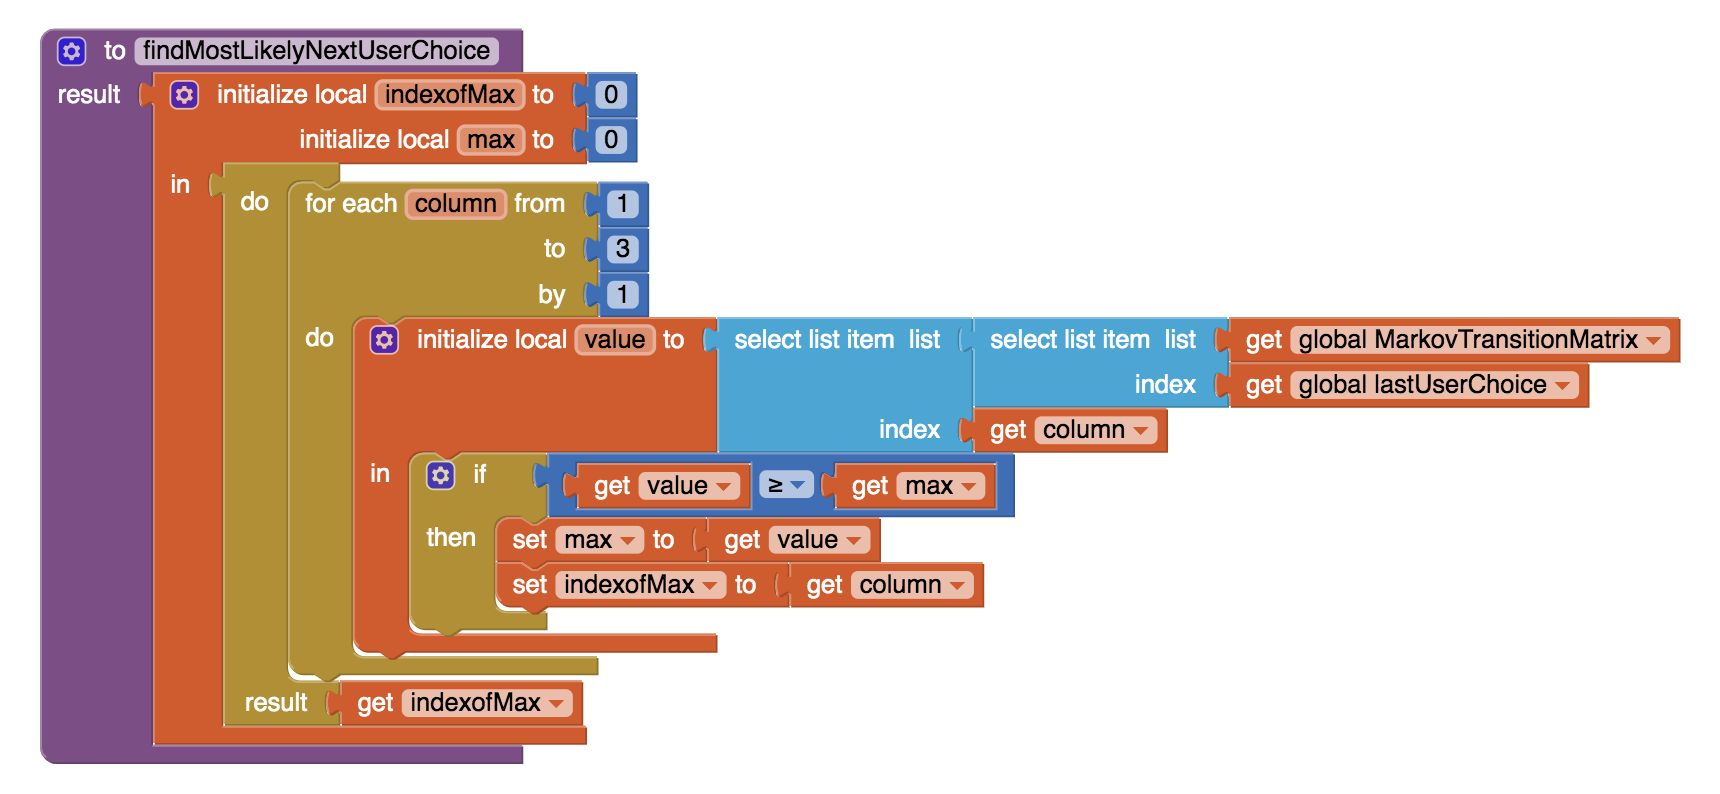 to findMostLikelyNextUserChoice
result initialize local indexofMax to 0
initialize local max to 0
in
do for each column from 1
to 3
by 1
do initialize local value to select list item list select list item list get global MarkovTransitionMatrix
index get global lastUserChoice
index get column
in if get value ≥ get max
then set max to get value
set indexofMax to get column
result get indexofMax